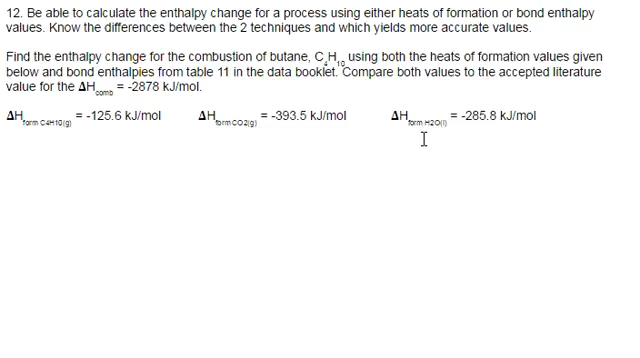 12. Be able to calculate the enthalpy change for a process using either heats of formation or bond enthalpy
values. Know the differences between the 2 techniques and which yields more accurate values.
Find the enthalpy change for the combustion of butane, C4H10 using both the heats of formation values given
below and bond enthalpies from table 11 in the data booklet. Compare both values to the accepted literature
value for the ΔHcomb = -2878 kJ/mol.
ΔHform C4H10(g) = -125.6 kJ/mol ΔHform CO2(g) = -393.5 kJ/mol ΔHform H2O(l) = -285.8 kJ/mol